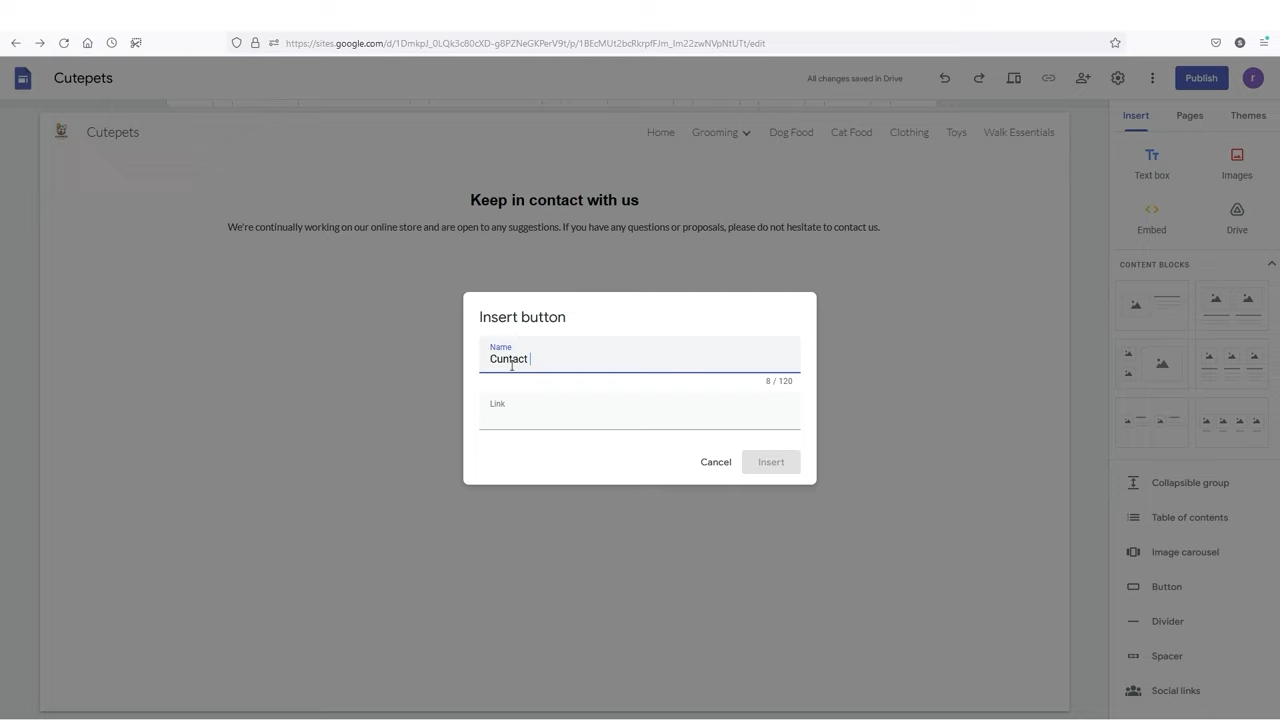 https://sites.google.com/d/1DmkpJ_0LQk3c80cXD-g8PZNeGKPerV9t/p/1BEcMUt2bcRkrpfFJm_Im22zwNVpNtUTt/edit
S
Cutepets
All changes saved in Drive
Publish
r
Cutepets
Home Grooming Dog Food Cat Food Clothing Toys Walk Essentials
Insert Pages Themes
Keep in contact with us
We're continually working on our online store and are open to any suggestions. If you have any questions or proposals, please do not hesitate to contact us.
Insert button
Name
Cuntact
8 / 120
Link
Cancel Insert
Tт
Text box
Images
Embed
Drive
CONTENT BLOCKS
Collapsible group
Table of contents
Image carousel
Button
Divider
Spacer
Social links